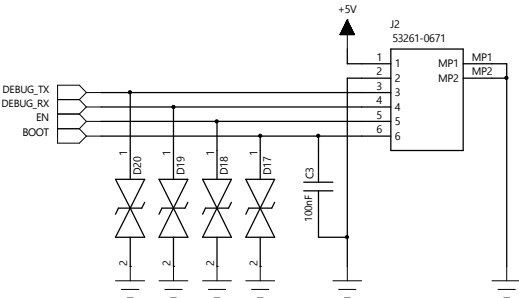 +5V
J2
53261-0671
1 1 MP1 MP1
2 2 MP2 MP2
DEBUG_TX 3 3
DEBUG_RX 4 4
EN 5 5
BOOT 6 6
1 D20 1 D19 1 D18 1 D17
C3
100nF
2 2 2 2